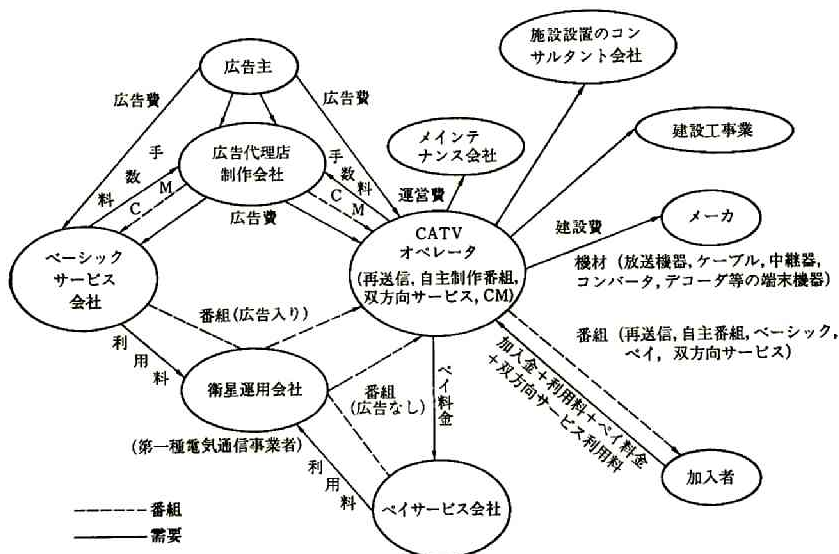 施設設置のコン
サルタント会社
広告主
広告費
広告費
建設工事業
メインテ
ナンス会社
広告代理店
制作会社
手数料
CM
手数料
CM
広告費
運営費
建設費
メーカ
機材（放送機器，ケーブル，中継器，
コンバータ，デコーダ等の端末機器）
CATV
オペレータ
(再送信，自主制作番組，
双方向サービス，CM)
ベーシック
サービス
会社
番組(広告入り)
番組（再送信，自主番組，ベーシック，
ペイ，双方向サービス）
利用料
衛星運用会社
(第一種電気通信事業者)
番組
(広告なし)
ペイ料金
加入金＋利用料＋ペイ料金
＋双方向サービス利用料
加入者
利用料
ペイサービス会社
番組
需要